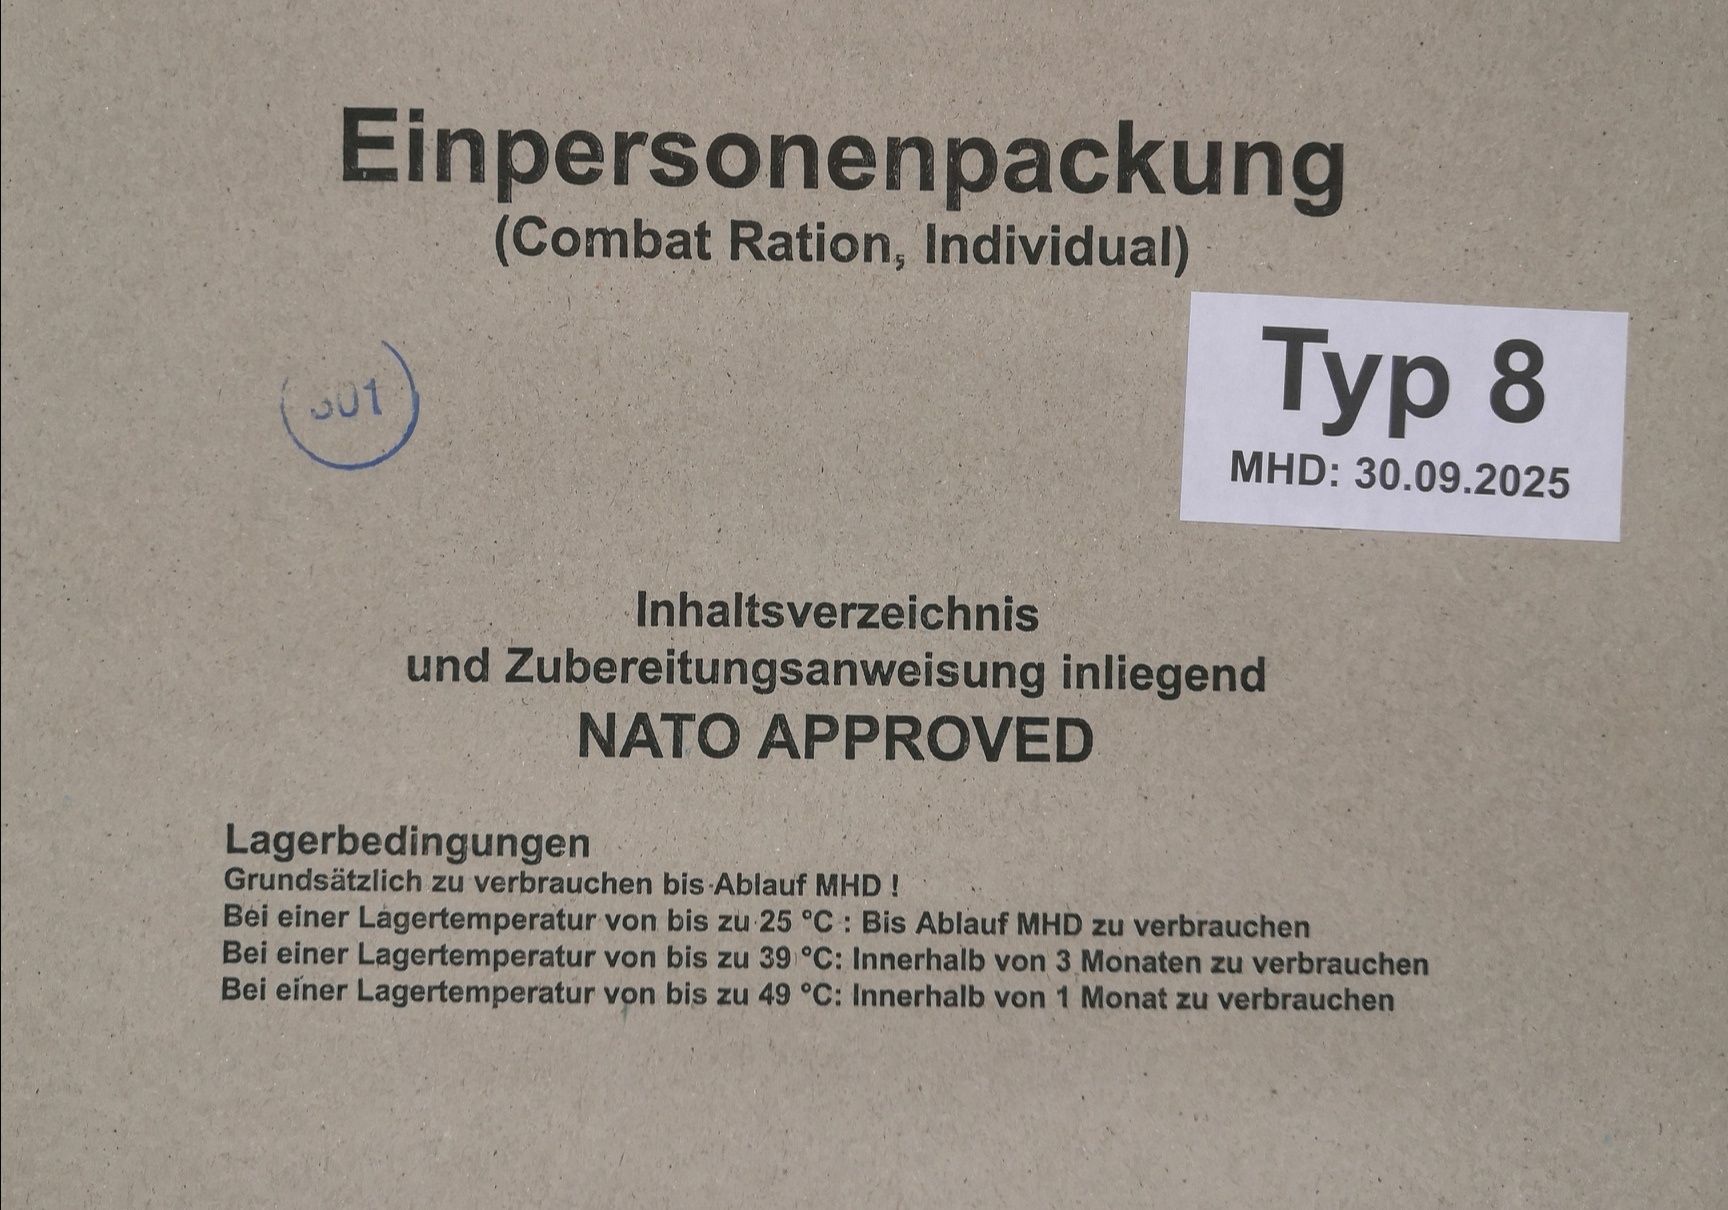 Einpersonenpackung
(Combat Ration, Individual)
Typ 8
MHD: 30.09.2025
Inhaltsverzeichnis
und Zubereitungsanweisung inliegend
NATO APPROVED
Lagerbedingungen
Grundsätzlich zu verbrauchen bis Ablauf MHD !
Bei einer Lagertemperatur von bis zu 25 °C : Bis Ablauf MHD zu verbrauchen
Bei einer Lagertemperatur von bis zu 39 °C: Innerhalb von 3 Monaten zu verbrauchen
Bei einer Lagertemperatur von bis zu 49 °C: Innerhalb von 1 Monat zu verbrauchen